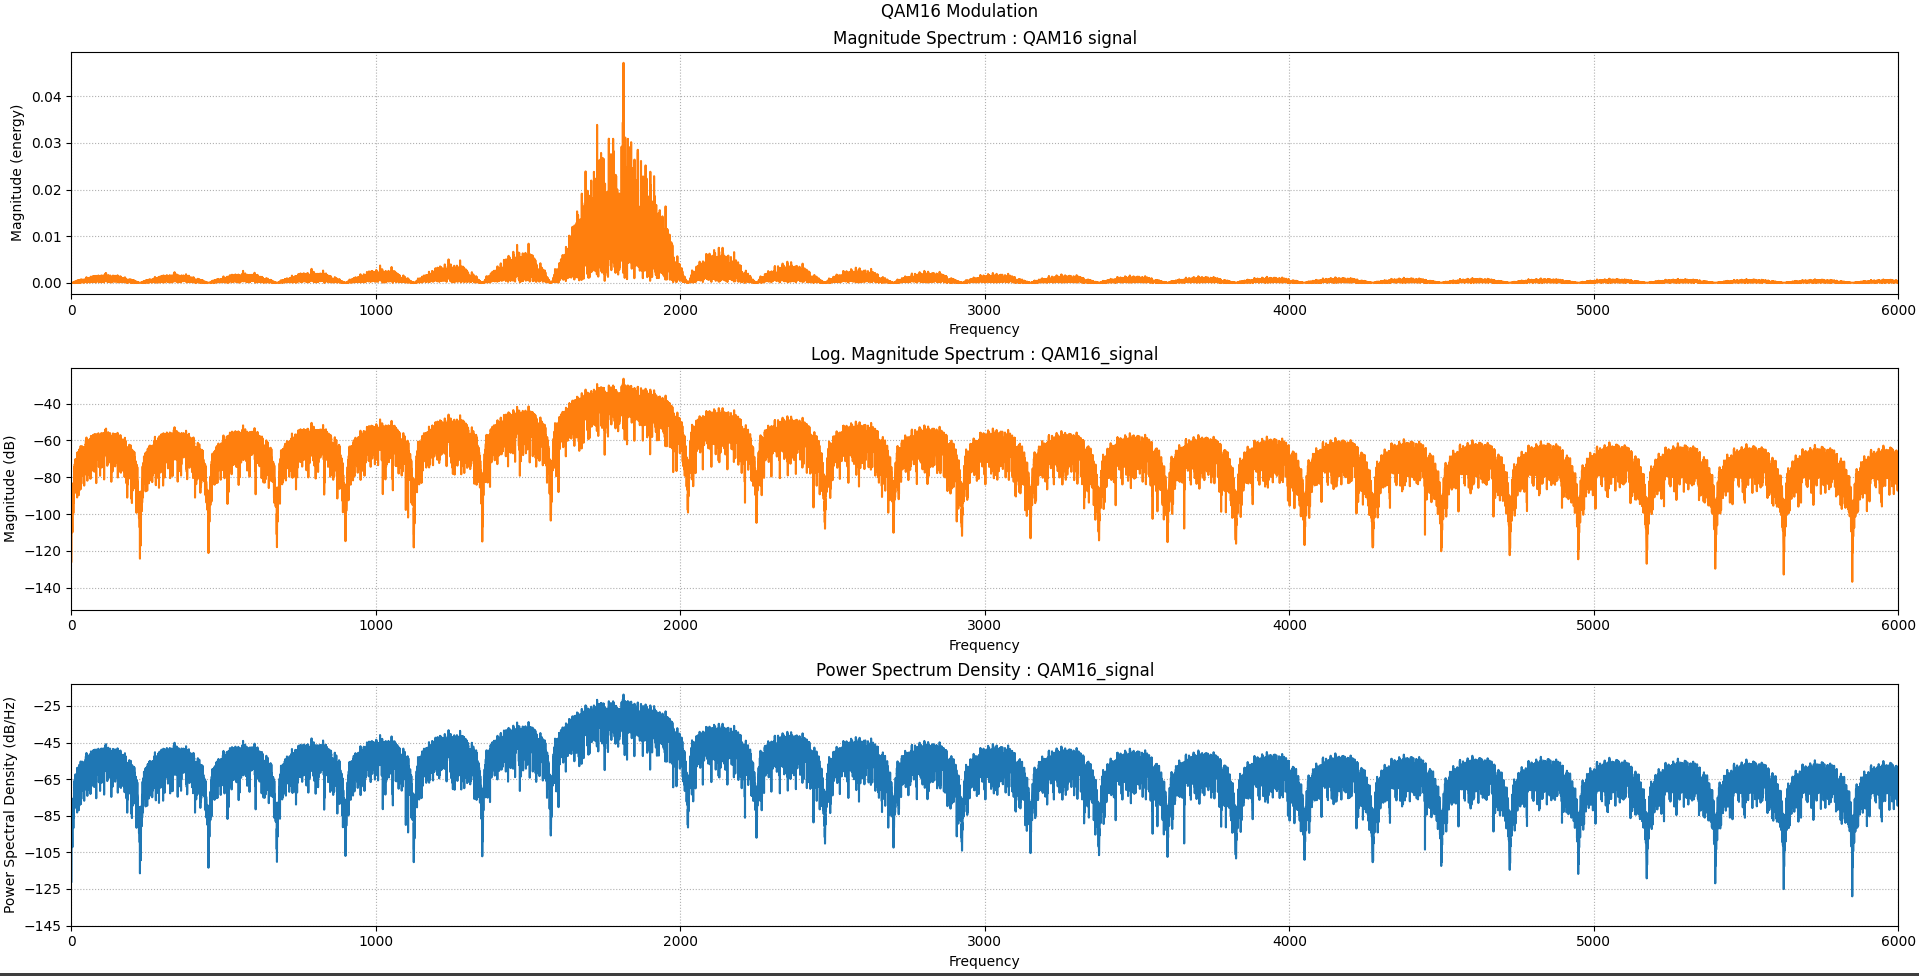 QAM16 Modulation
Magnitude Spectrum : QAM16 signal
Magnitude (energy)
0.04
0.03
0.02
0.01
0.00
0 1000 2000 3000 4000 5000 6000
Frequency
Log. Magnitude Spectrum : QAM16_signal
Magnitude (dB)
−40
−60
−80
−100
−120
−140
0 1000 2000 3000 4000 5000 6000
Frequency
Power Spectrum Density : QAM16_signal
Power Spectral Density (dB/Hz)
−25
−45
−65
−85
−105
−125
−145
0 1000 2000 3000 4000 5000 6000
Frequency